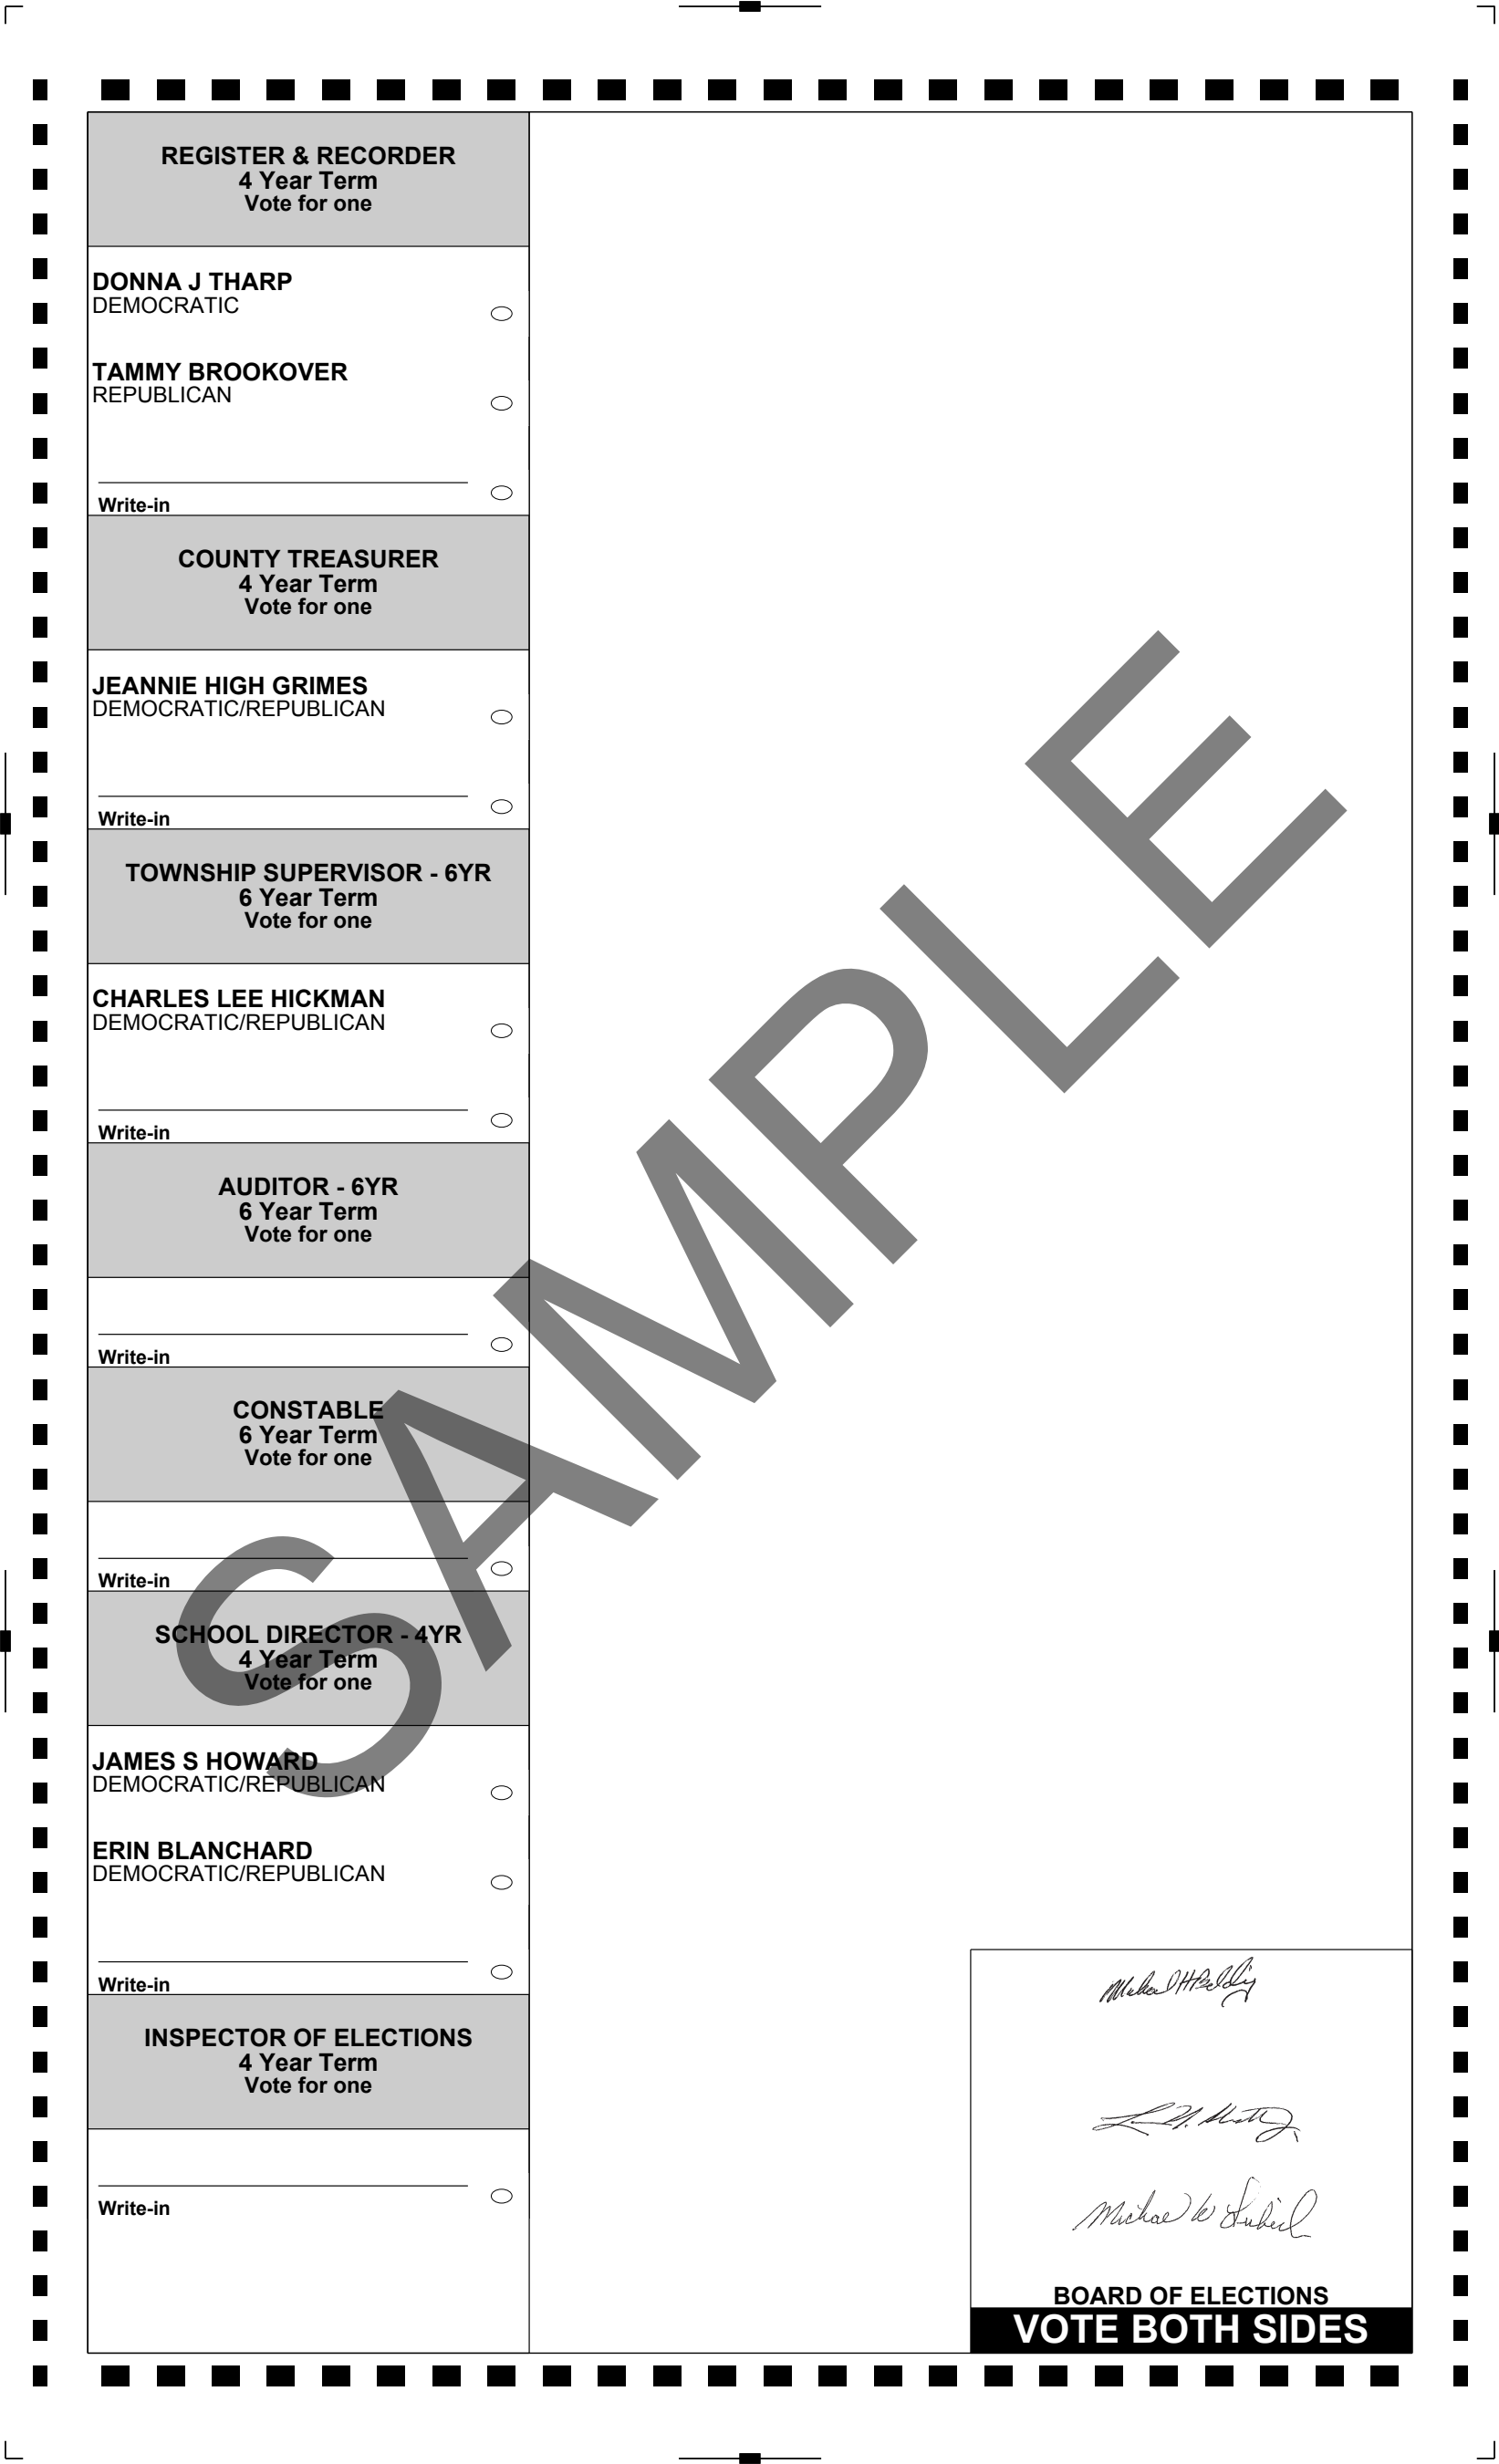 REGISTER & RECORDER
4 Year Term
Vote for one
DONNA J THARP
DEMOCRATIC
TAMMY BROOKOVER
REPUBLICAN
Write-in
COUNTY TREASURER
4 Year Term
Vote for one
JEANNIE HIGH GRIMES
DEMOCRATIC/REPUBLICAN
Write-in
TOWNSHIP SUPERVISOR - 6YR
6 Year Term
Vote for one
CHARLES LEE HICKMAN
DEMOCRATIC/REPUBLICAN
Write-in
AUDITOR - 6YR
6 Year Term
Vote for one
Write-in
CONSTABLE
6 Year Term
Vote for one
Write-in
SCHOOL DIRECTOR - 4YR
4 Year Term
Vote for one
JAMES S HOWARD
DEMOCRATIC/REPUBLICAN
ERIN BLANCHARD
DEMOCRATIC/REPUBLICAN
Write-in
INSPECTOR OF ELECTIONS
4 Year Term
Vote for one
Write-in
SAMPLE
Michael W
BOARD OF ELECTIONS
VOTE BOTH SIDES